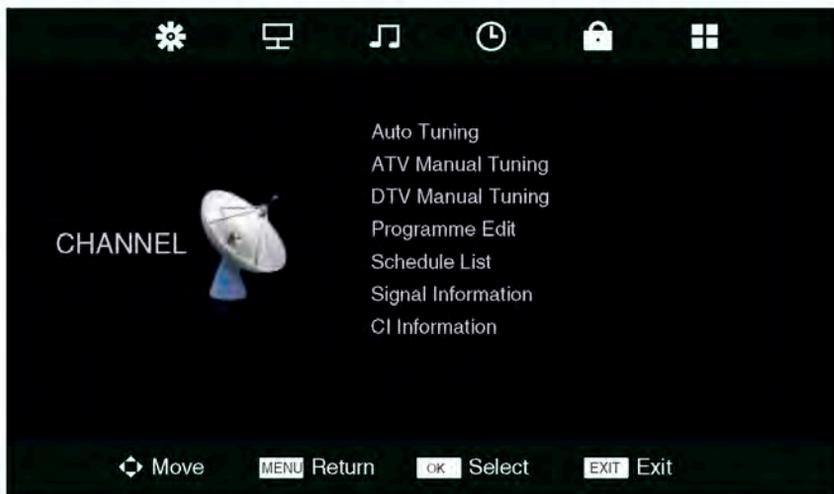 CHANNEL
Auto Tuning
ATV Manual Tuning
DTV Manual Tuning
Programme Edit
Schedule List
Signal Information
CI Information
Move MENU Return OK Select EXIT Exit